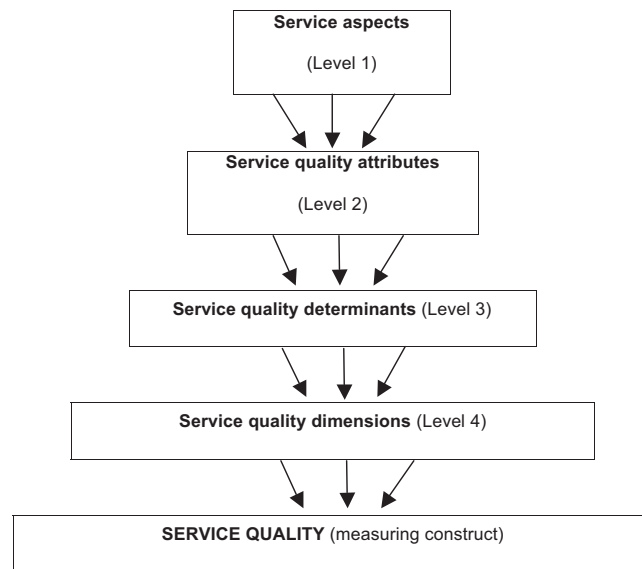 Service aspects
(Level 1)
Service quality attributes
(Level 2)
Service quality determinants (Level 3)
Service quality dimensions (Level 4)
SERVICE QUALITY (measuring construct)